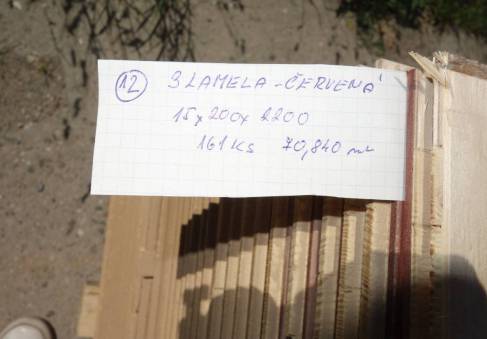 12 3 LAMELA - ČERVENÁ
15 x 200 x 2200
161 KS 70,840 m²